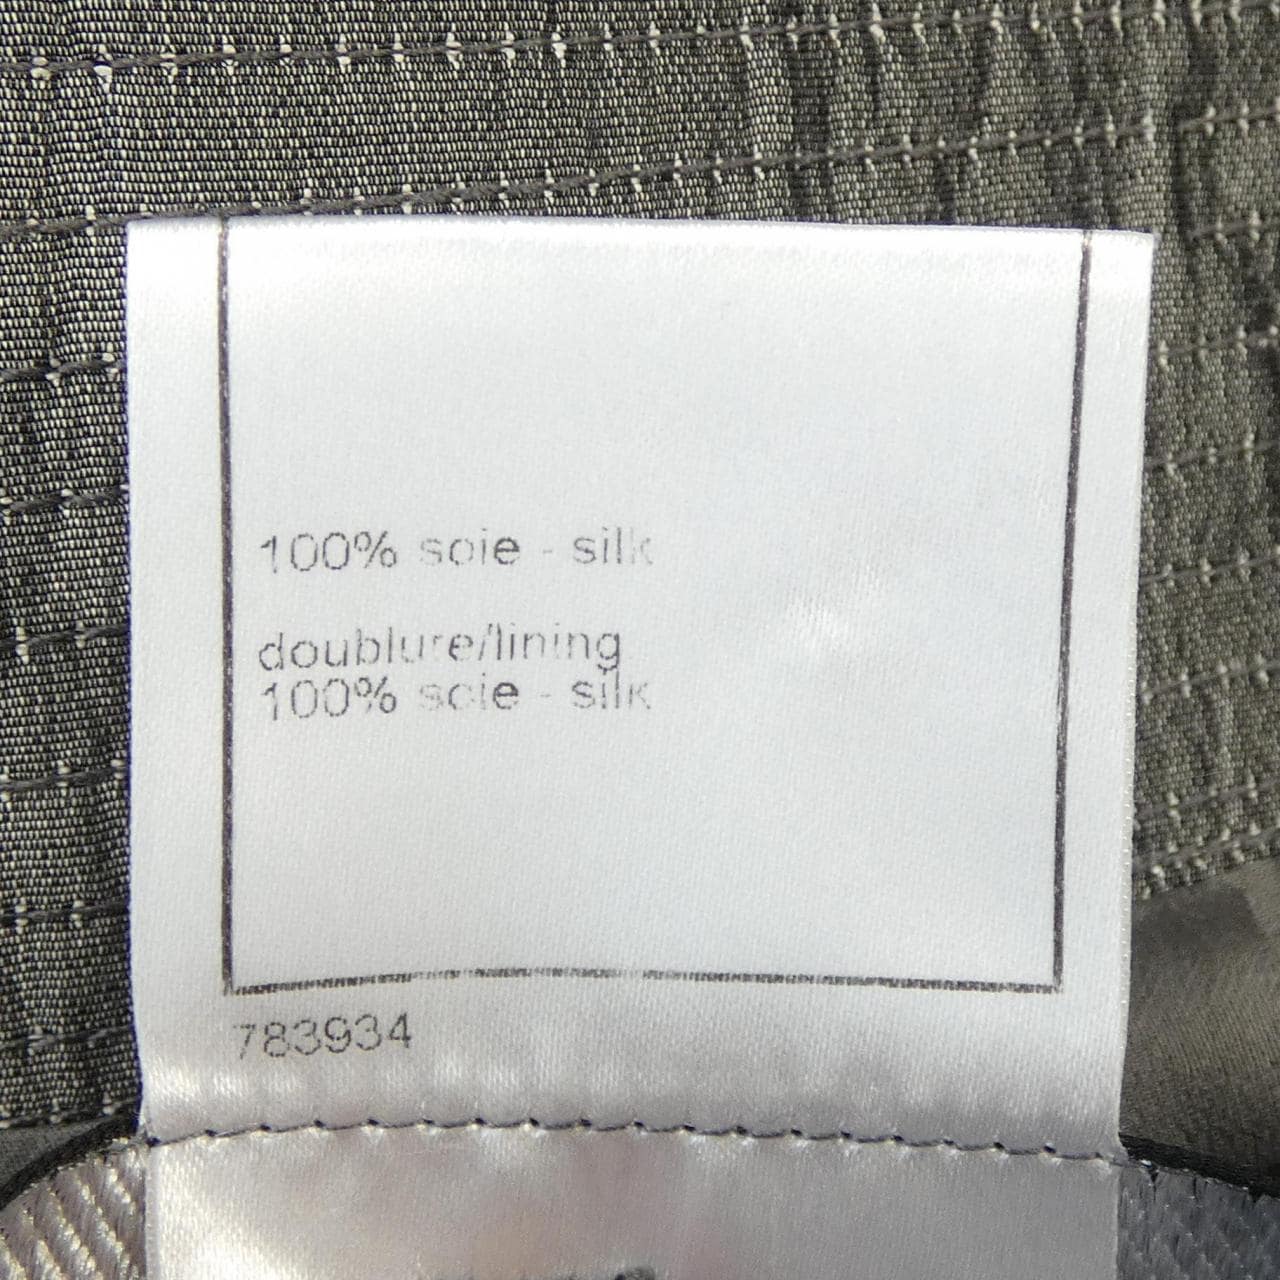 100% soie - silk
doublure/lining
100% soie - silk
783934